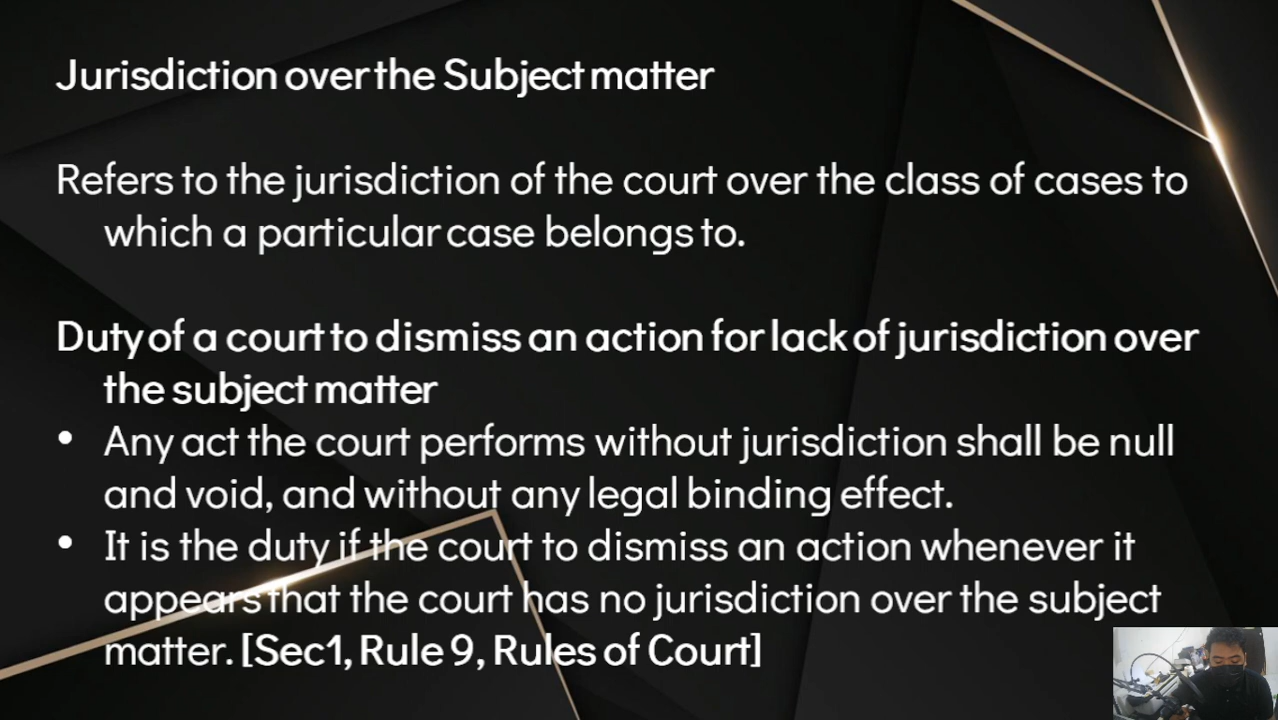 Jurisdiction over the Subject matter
Refers to the jurisdiction of the court over the class of cases to
which a particular case belongs to.
Duty of a court to dismiss an action for lack of jurisdiction over
the subject matter
• Any act the court performs without jurisdiction shall be null
and void, and without any legal binding effect.
• It is the duty if the court to dismiss an action whenever it
appears that the court has no jurisdiction over the subject
matter. [Sec1, Rule 9, Rules of Court]